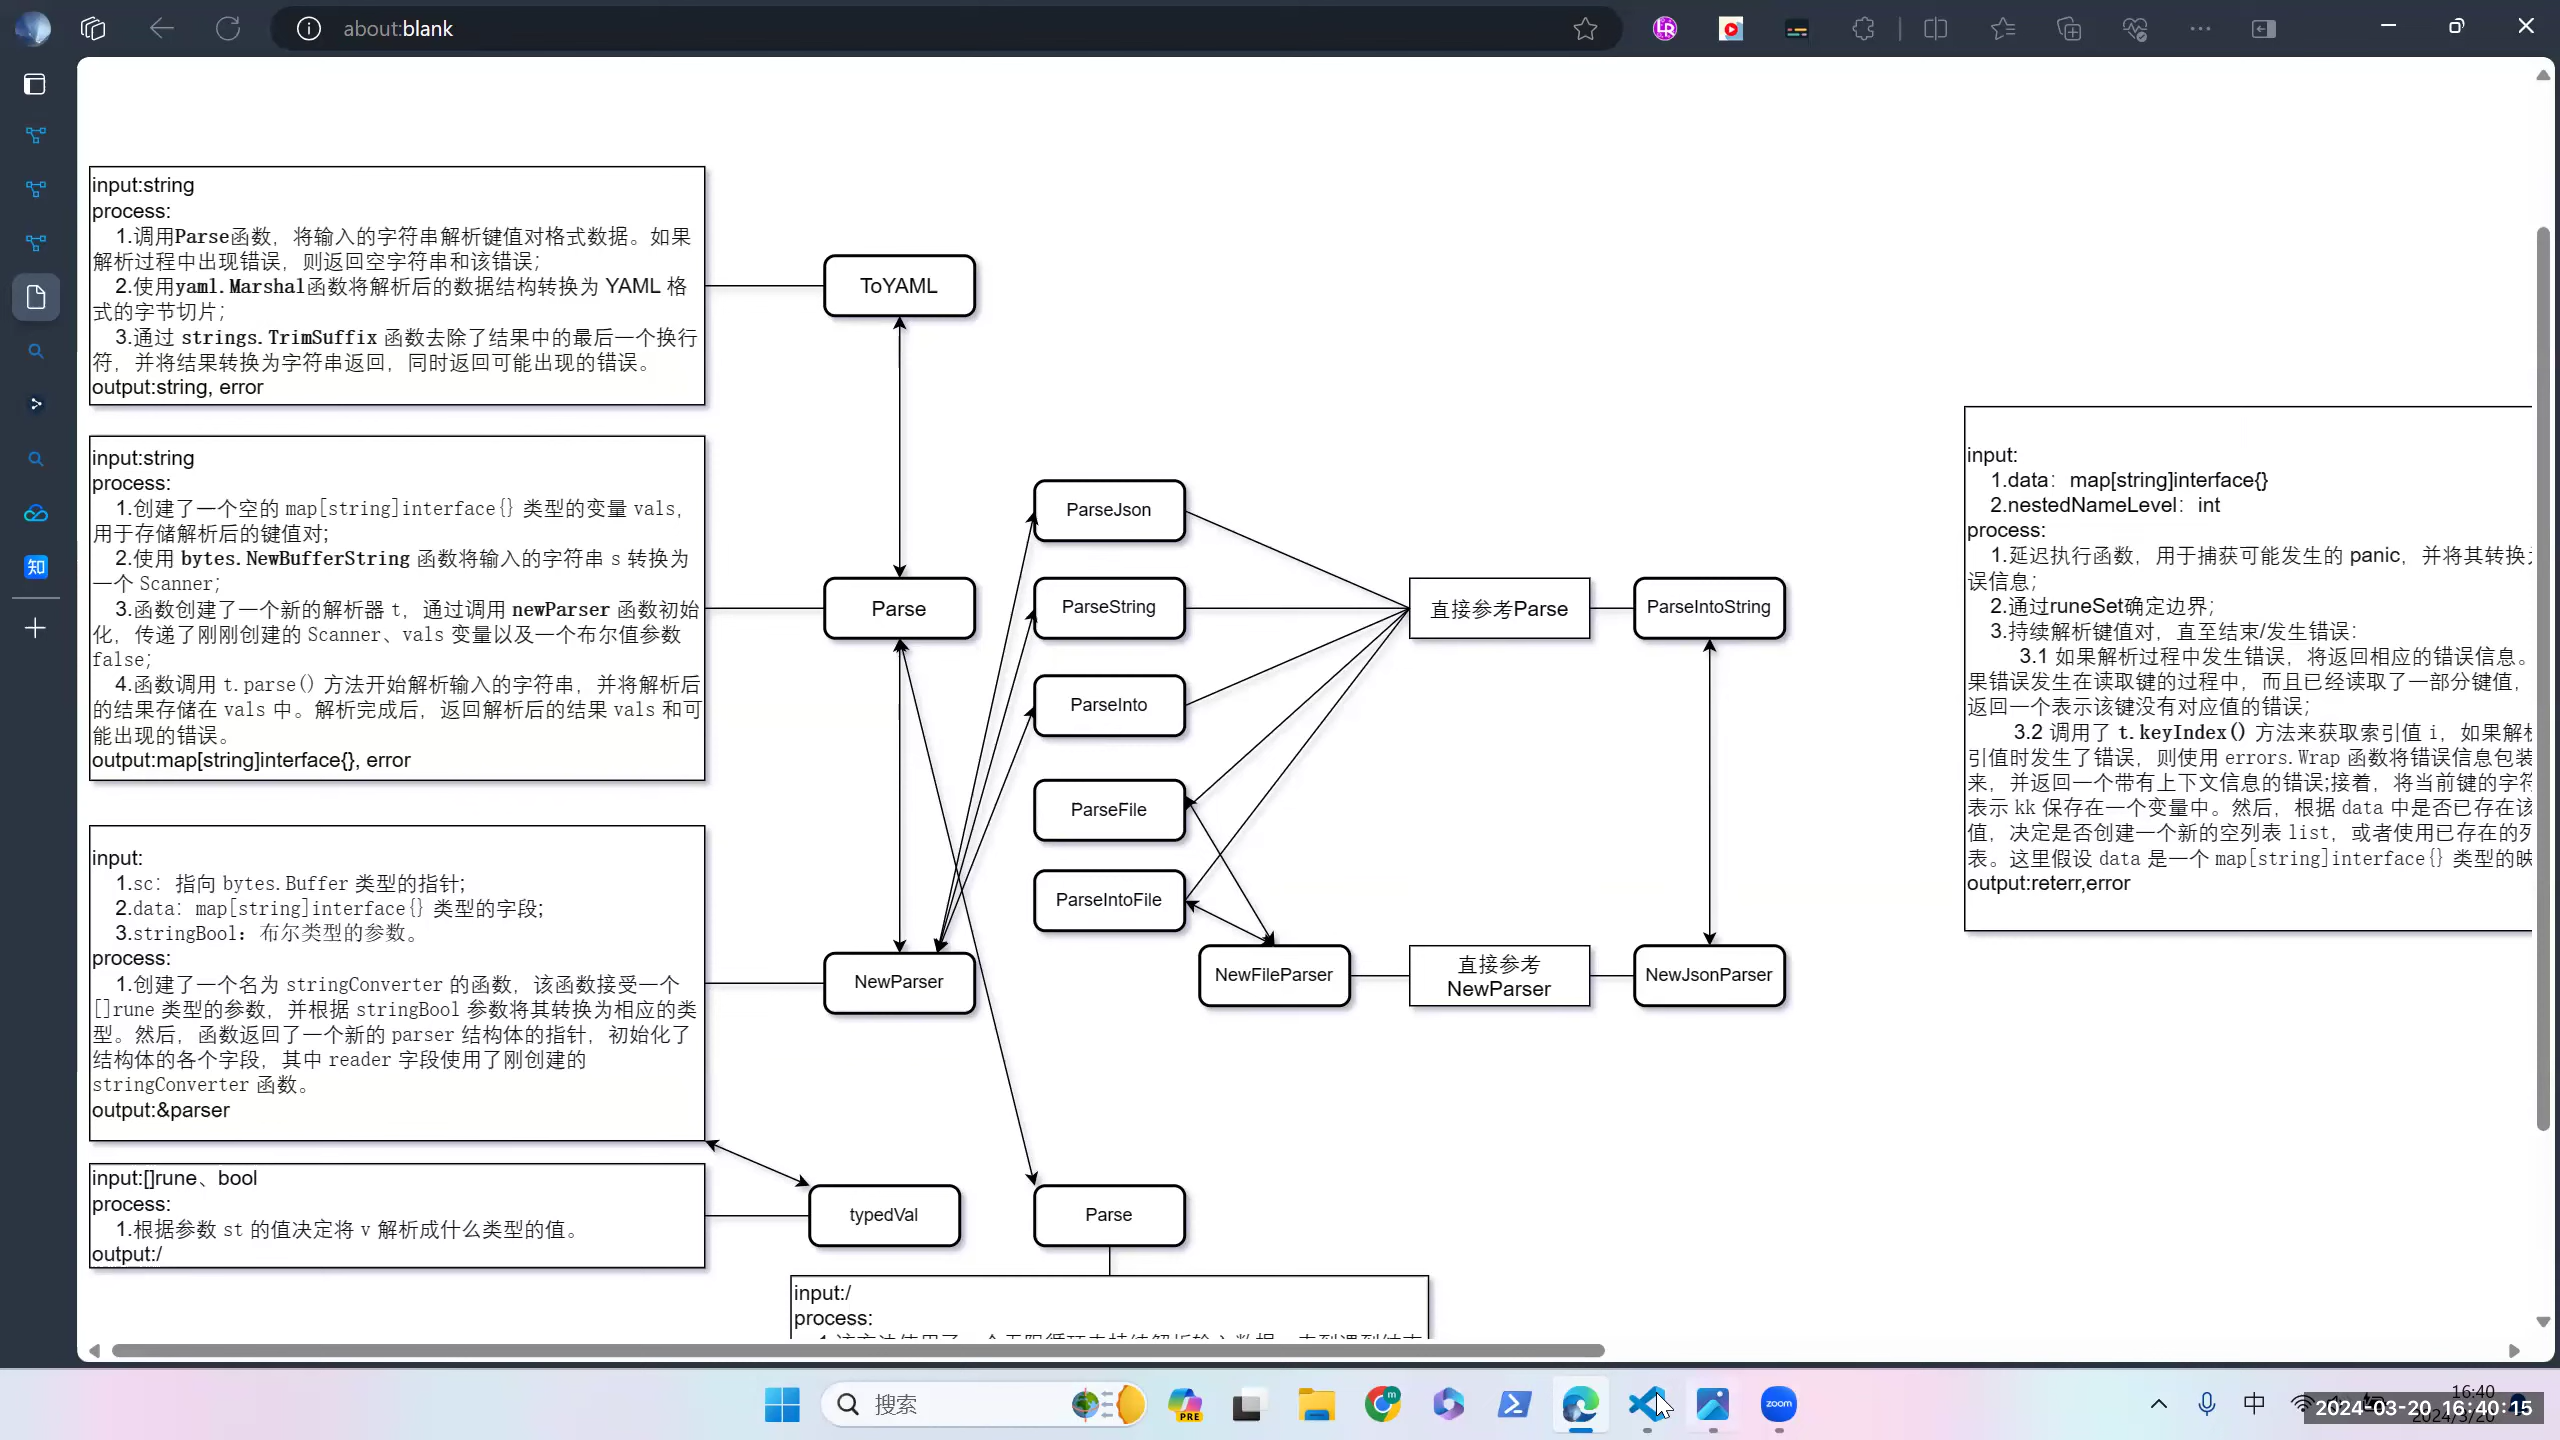 about:blank
input:string
process:
1.调用Parse函数，将输入的字符串解析键值对格式数据。如果
解析过程中出现错误，则返回空字符串和该错误；
2.使用yaml.Marshal函数将解析后的数据结构转换为 YAML 格
式的字节切片；
3.通过 strings.TrimSuffix 函数去除了结果中的最后一个换行
符，并将结果转换为字符串返回，同时返回可能出现的错误。
output:string, error
ToYAML
input:string
process:
1.创建了一个空的 map[string]interface{} 类型的变量 vals，
用于存储解析后的键值对；
2.使用 bytes.NewBufferString 函数将输入的字符串 s 转换为
一个 Scanner；
3.函数创建了一个新的解析器 t，通过调用 newParser 函数初始
化，传递了刚刚创建的 Scanner、vals 变量以及一个布尔值参数
false；
4.函数调用 t.parse() 方法开始解析输入的字符串，并将解析后
的结果存储在 vals 中。解析完成后，返回解析后的结果 vals 和可
能出现的错误。
output:map[string]interface{}, error
Parse
ParseJson
ParseString
ParseInto
ParseFile
ParseIntoFile
直接参考Parse
ParseIntoString
input:
1.data：map[string]interface{}
2.nestedNameLevel：int
process:
1.延迟执行函数，用于捕获可能发生的 panic，并将其转换
误信息；
2.通过runeSet确定边界；
3.持续解析键值对，直至结束/发生错误：
3.1 如果解析过程中发生错误，将返回相应的错误信息。
果错误发生在读取键的过程中，而且已经读取了一部分键值，
返回一个表示该键没有对应值的错误；
3.2 调用了 t.keyIndex() 方法来获取索引值 i，如果解析
引值时发生了错误，则使用 errors.Wrap 函数将错误信息包装
来，并返回一个带有上下文信息的错误;接着，将当前键的字符
表示 kk 保存在一个变量中。然后，根据 data 中是否已存在该
值，决定是否创建一个新的空列表 list，或者使用已存在的列
表。这里假设 data 是一个 map[string]interface{} 类型的映
output:reterr,error
input:
1.sc：指向 bytes.Buffer 类型的指针；
2.data：map[string]interface{} 类型的字段；
3.stringBool：布尔类型的参数。
process:
1.创建了一个名为 stringConverter 的函数，该函数接受一个
[]rune 类型的参数，并根据 stringBool 参数将其转换为相应的类
型。然后，函数返回了一个新的 parser 结构体的指针，初始化了
结构体的各个字段，其中 reader 字段使用了刚创建的
stringConverter 函数。
output:&parser
NewParser
NewFileParser
直接参考
NewParser
NewJsonParser
input:[]rune、bool
process:
1.根据参数 st 的值决定将 v 解析成什么类型的值。
output:/
typedVal
Parse
input:/
process:
搜索
PRE
m
zoom
知
中
16:40
2024-03-20 16:40:15